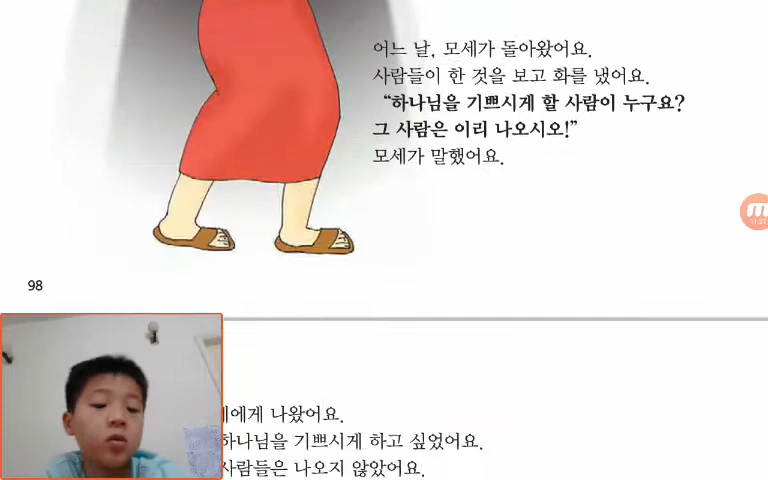 어느 날, 모세가 돌아왔어요.
사람들이 한 것을 보고 화를 냈어요.
“하나님을 기쁘시게 할 사람이 누구요?
그 사람은 이리 나오시오!”
모세가 말했어요.
98
에게 나왔어요.
하나님을 기쁘시게 하고 싶었어요.
사람들은 나오지 않았어요.